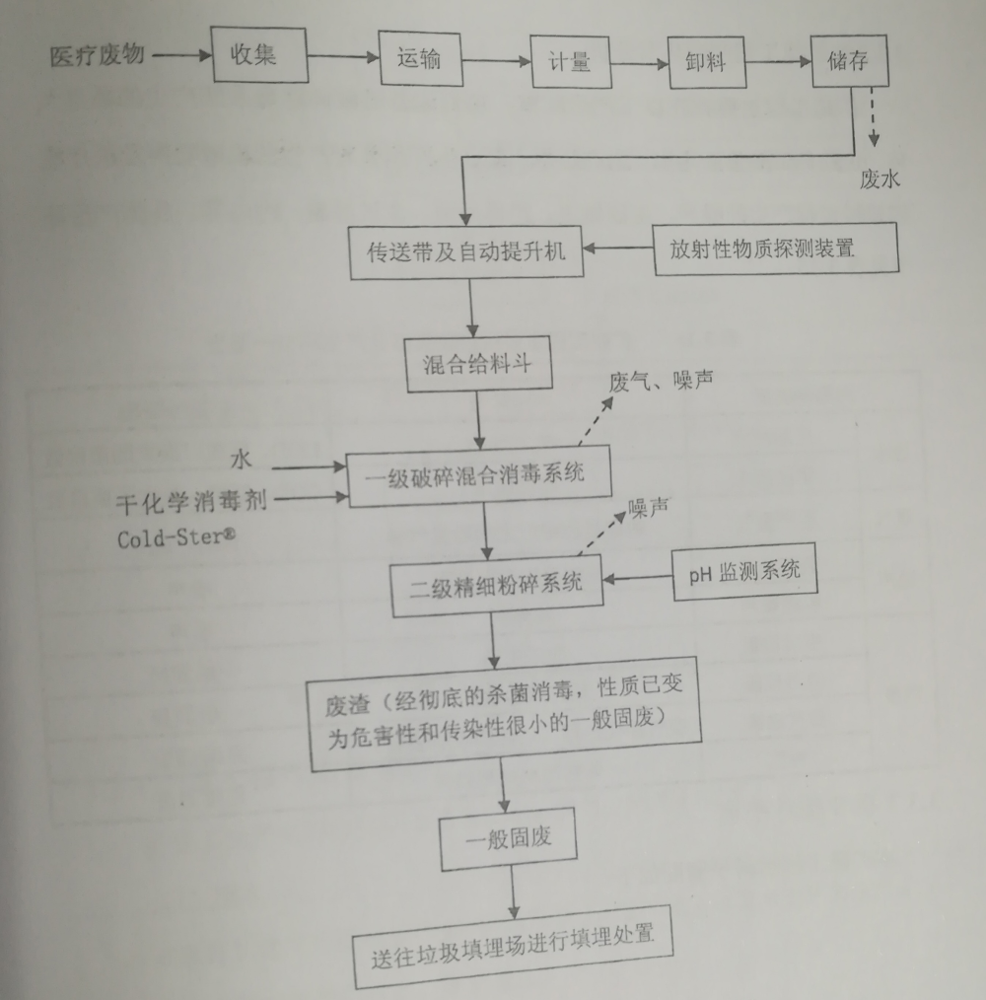 医疗废物
收集
运输
计量
卸料
储存
废水
传送带及自动提升机
放射性物质探测装置
混合给料斗
废气、噪声
水
一级破碎混合消毒系统
干化学消毒剂
Cold-Ster®
噪声
二级精细粉碎系统
pH 监测系统
废渣（经彻底的杀菌消毒，性质已变
为危害性和传染性很小的一般固废）
一般固废
送往垃圾填埋场进行填埋处置